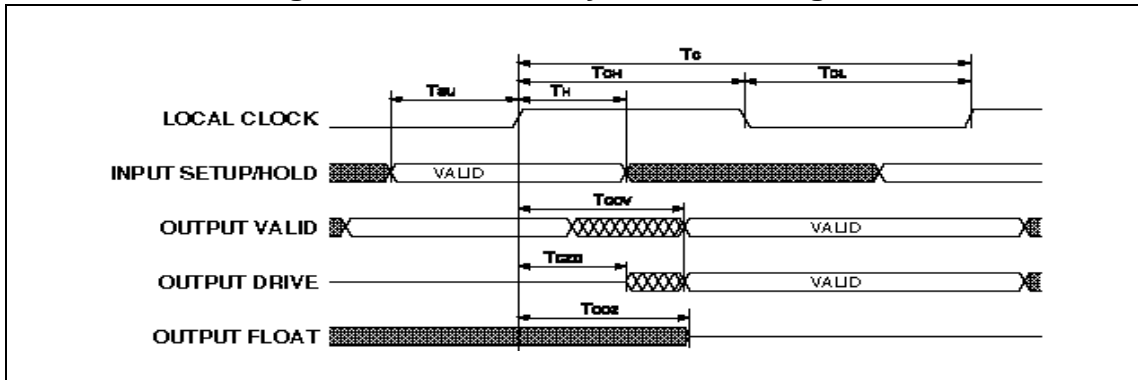 Tc
TCH
TCL
TSU
TH
LOCAL CLOCK
INPUT SETUP/HOLD
VALID
TCOV
OUTPUT VALID
VALID
TCZO
OUTPUT DRIVE
VALID
TCOZ
OUTPUT FLOAT